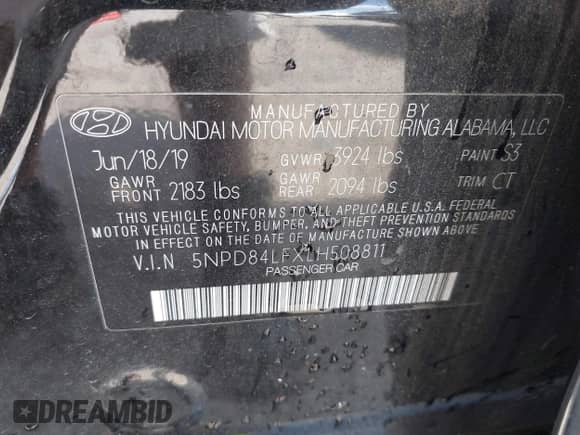 MANUFACTURED BY
HYUNDAI MOTOR MANUFACTURING ALABAMA, LLC
Jun/18/19 GVWR 3924 lbs PAINT S3
GAWR FRONT 2183 lbs GAWR REAR 2094 lbs TRIM CT
THIS VEHICLE CONFORMS TO ALL APPLICABLE U.S.A. FEDERAL
MOTOR VEHICLE SAFETY, BUMPER, AND THEFT PREVENTION STANDARDS
IN EFFECT ON THE DATE OF MANUFACTURE SHOWN ABOVE
V.I.N 5NPD84LFXLH508811
PASSENGER CAR
DREAMBID